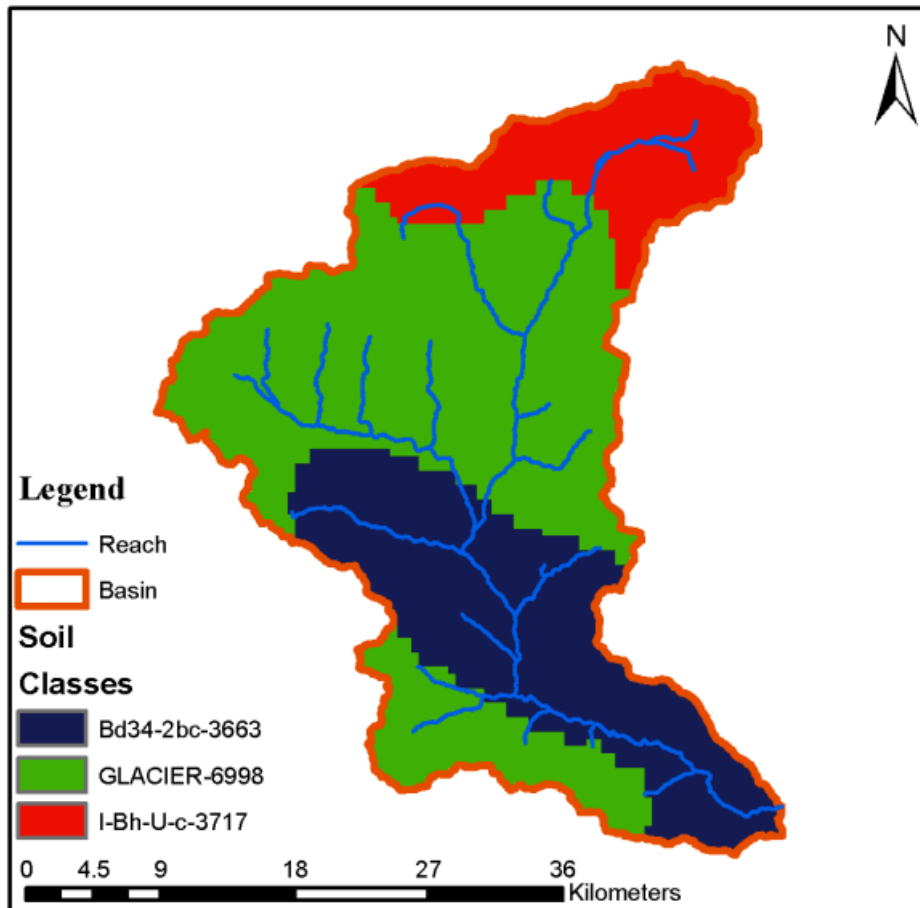 N
Legend
Reach
Basin
Soil
Classes
Bd34-2bc-3663
GLACIER-6998
I-Bh-U-c-3717
0 4.5 9 18 27 36
Kilometers